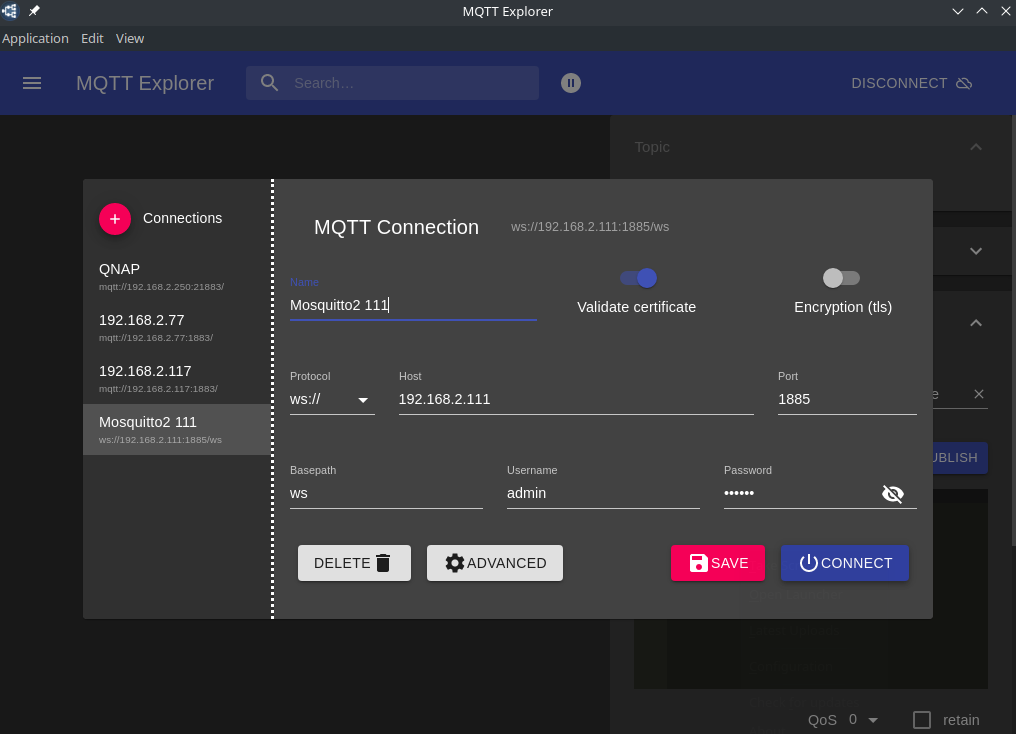 MQTT Explorer
Application Edit View
MQTT Explorer
Search…
DISCONNECT
Topic
Connections
QNAP
mqtt://192.168.2.250:21883/
192.168.2.77
mqtt://192.168.2.77:1883/
192.168.2.117
mqtt://192.168.2.117:1883/
Mosquitto2 111
ws://192.168.2.111:1885/ws
MQTT Connection
ws://192.168.2.111:1885/ws
Name
Mosquitto2 111
Validate certificate
Encryption (tls)
Protocol
ws://
Host
192.168.2.111
Port
1885
Basepath
ws
Username
admin
Password
••••••
DELETE
ADVANCED
SAVE
CONNECT
e
UBLISH
QoS 0
retain